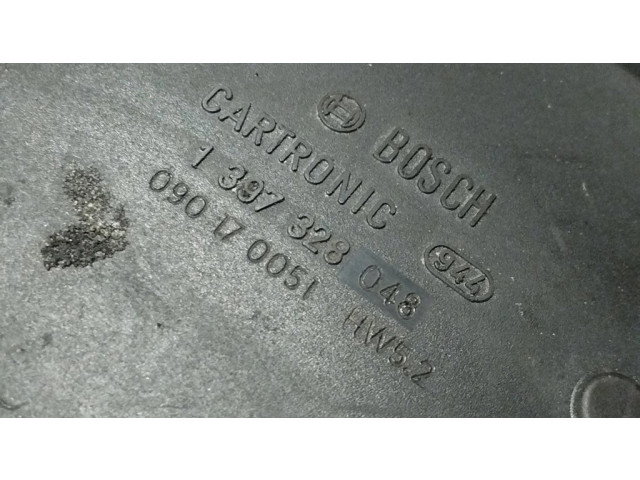 BOSCH
CARTRONIC
1 397 328 048 944
090 17 0051 HW5.2